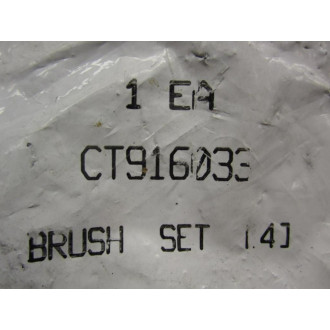 1 EA
CT916033
BRUSH SET [4]